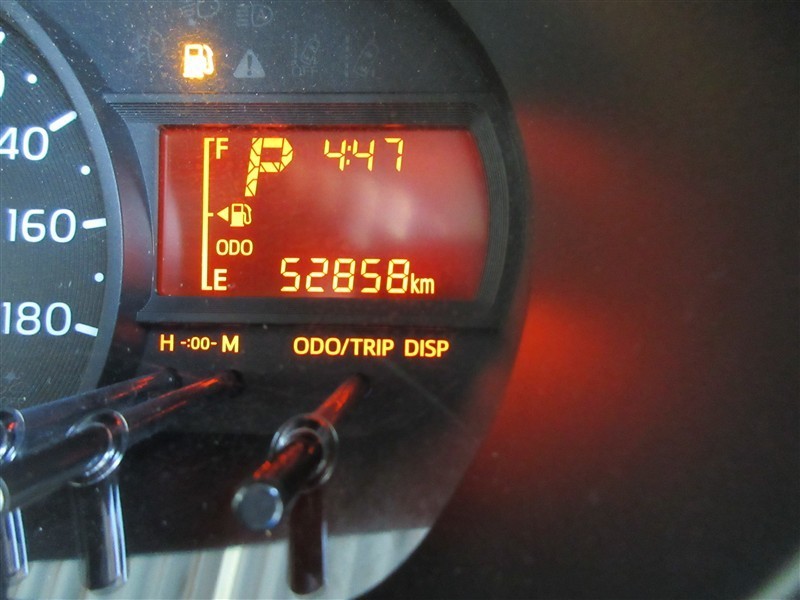 40
160
180
F
P
4:47
ODO
E
52858km
H -:00- M
ODO/TRIP DISP